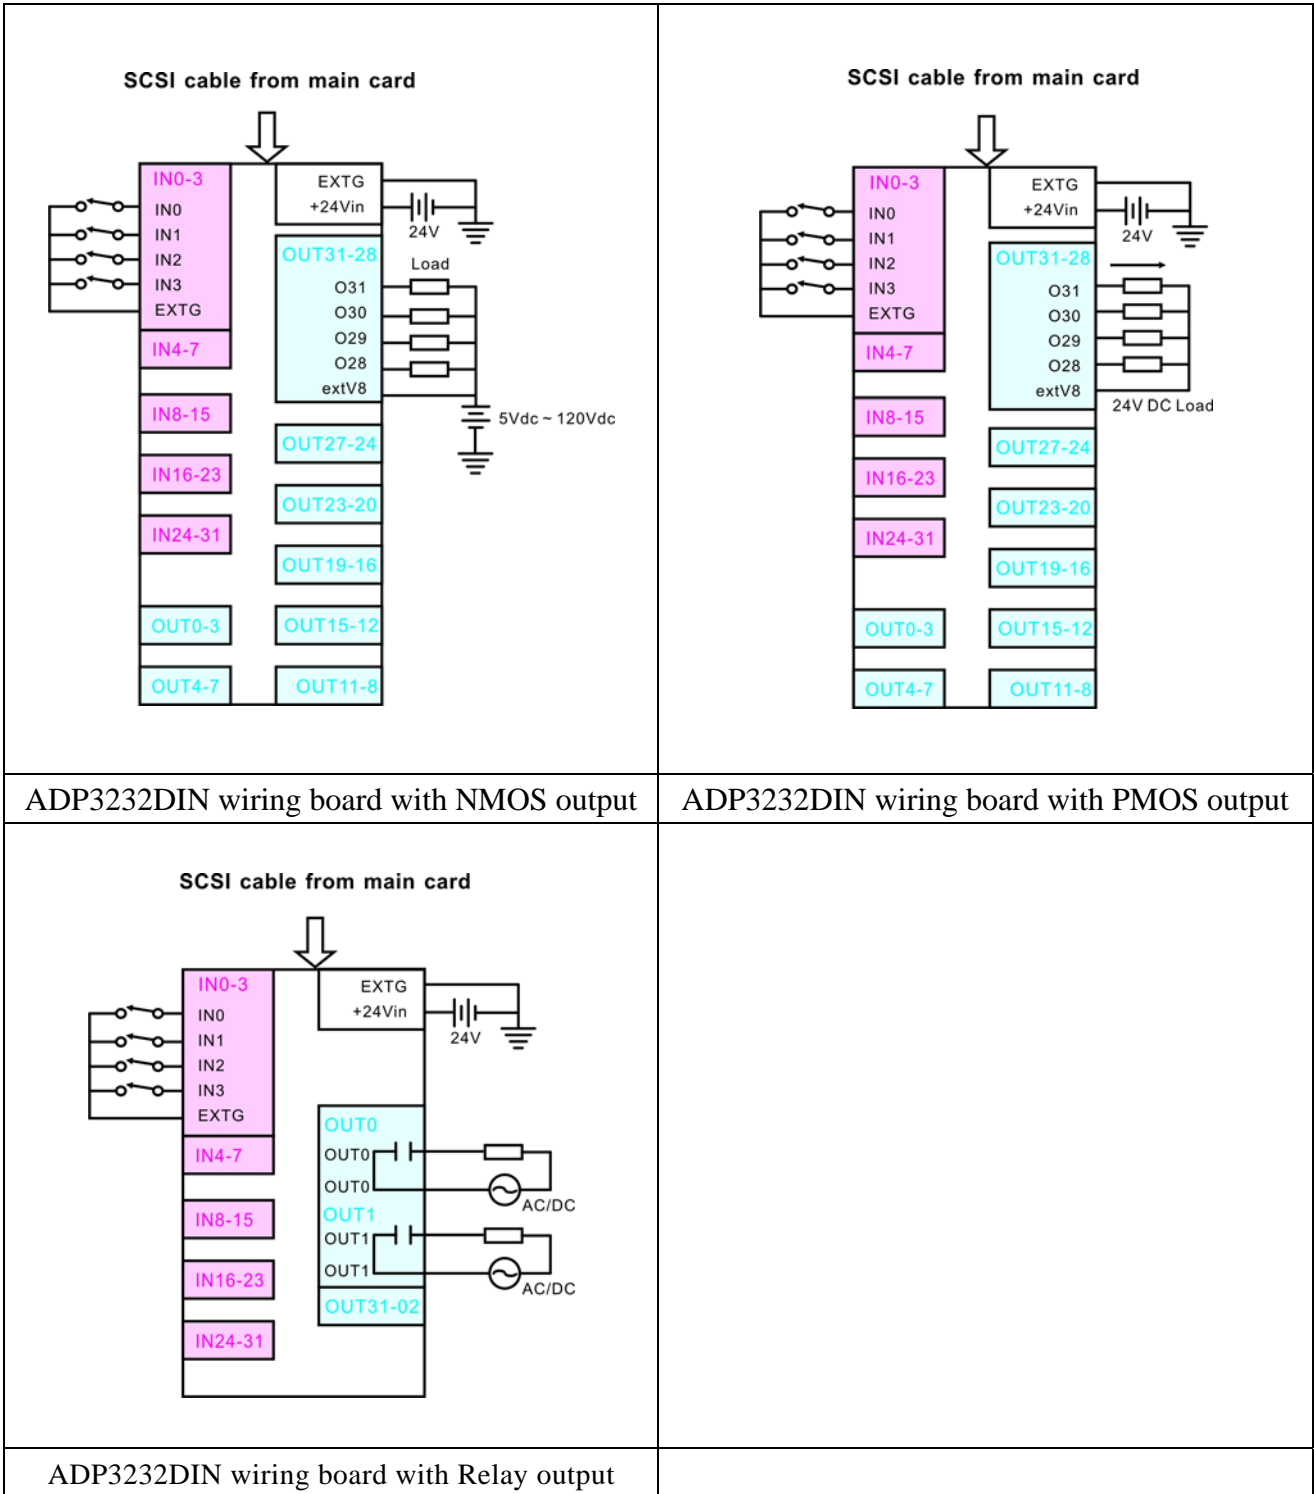 SCSI cable from main card
IN0-3
IN0
IN1
IN2
IN3
EXTG
IN4-7
IN8-15
IN16-23
IN24-31
OUT0-3
OUT4-7
EXTG
+24Vin
24V
OUT31-28
Load
O31
O30
O29
O28
extV8
5Vdc ~ 120Vdc
OUT27-24
OUT23-20
OUT19-16
OUT15-12
OUT11-8
ADP3232DIN wiring board with NMOS output
SCSI cable from main card
IN0-3
IN0
IN1
IN2
IN3
EXTG
IN4-7
IN8-15
IN16-23
IN24-31
OUT0-3
OUT4-7
EXTG
+24Vin
24V
OUT31-28
O31
O30
O29
O28
extV8
24V DC Load
OUT27-24
OUT23-20
OUT19-16
OUT15-12
OUT11-8
ADP3232DIN wiring board with PMOS output
SCSI cable from main card
IN0-3
IN0
IN1
IN2
IN3
EXTG
IN4-7
IN8-15
IN16-23
IN24-31
EXTG
+24Vin
24V
OUT0
OUT0
OUT0
AC/DC
OUT1
OUT1
OUT1
AC/DC
OUT31-02
ADP3232DIN wiring board with Relay output